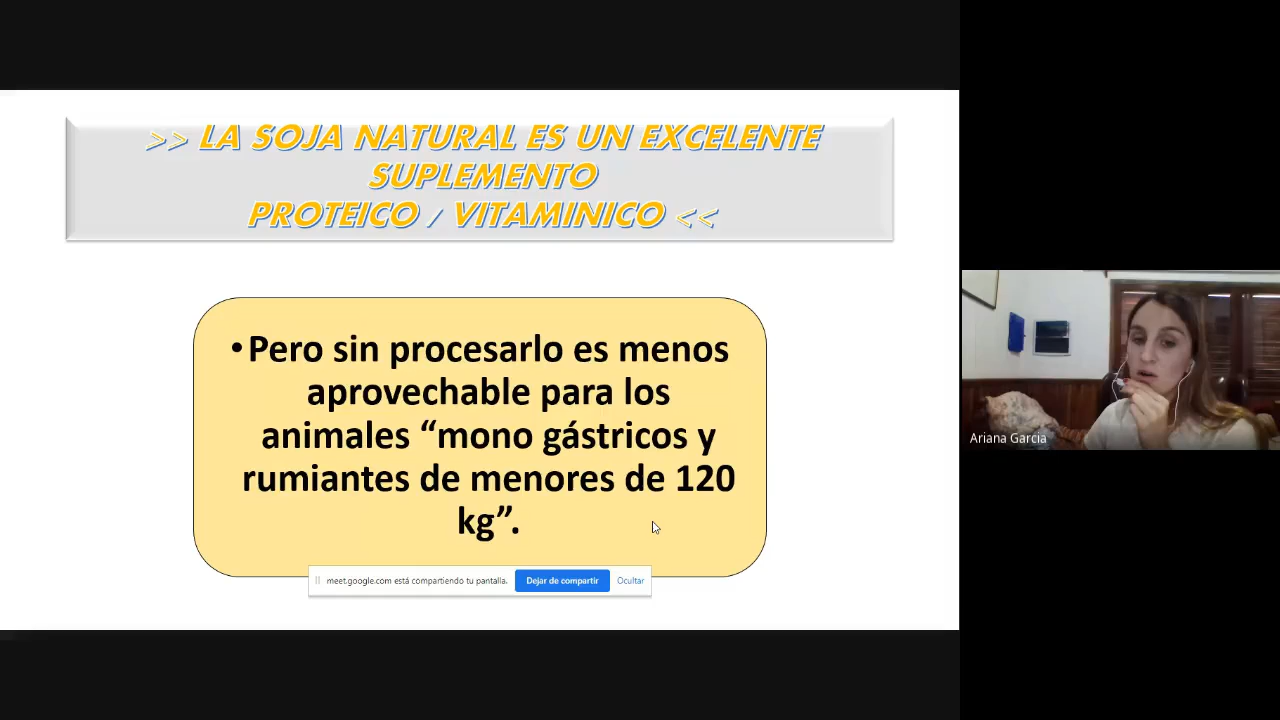 >> LA SOJA NATURAL ES UN EXCELENTE
SUPLEMENTO
PROTEICO / VITAMINICO <<
•Pero sin procesarlo es menos
aprovechable para los
animales “mono gástricos y
rumiantes de menores de 120
kg”.
meet.google.com está compartiendo tu pantalla. Dejar de compartir Ocultar
Ariana Garcia